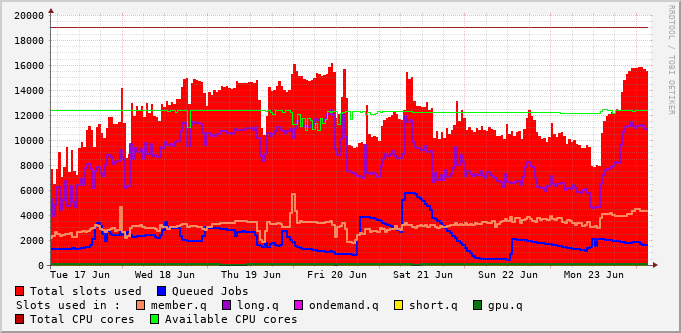 20000
18000
16000
14000
12000
10000
8000
6000
4000
2000
0
Tue 17 Jun Wed 18 Jun Thu 19 Jun Fri 20 Jun Sat 21 Jun Sun 22 Jun Mon 23 Jun
RRDTOOL / TOBI OETIKER
Total slots used Queued Jobs
Slots used in : member.q long.q ondemand.q short.q gpu.q
Total CPU cores Available CPU cores